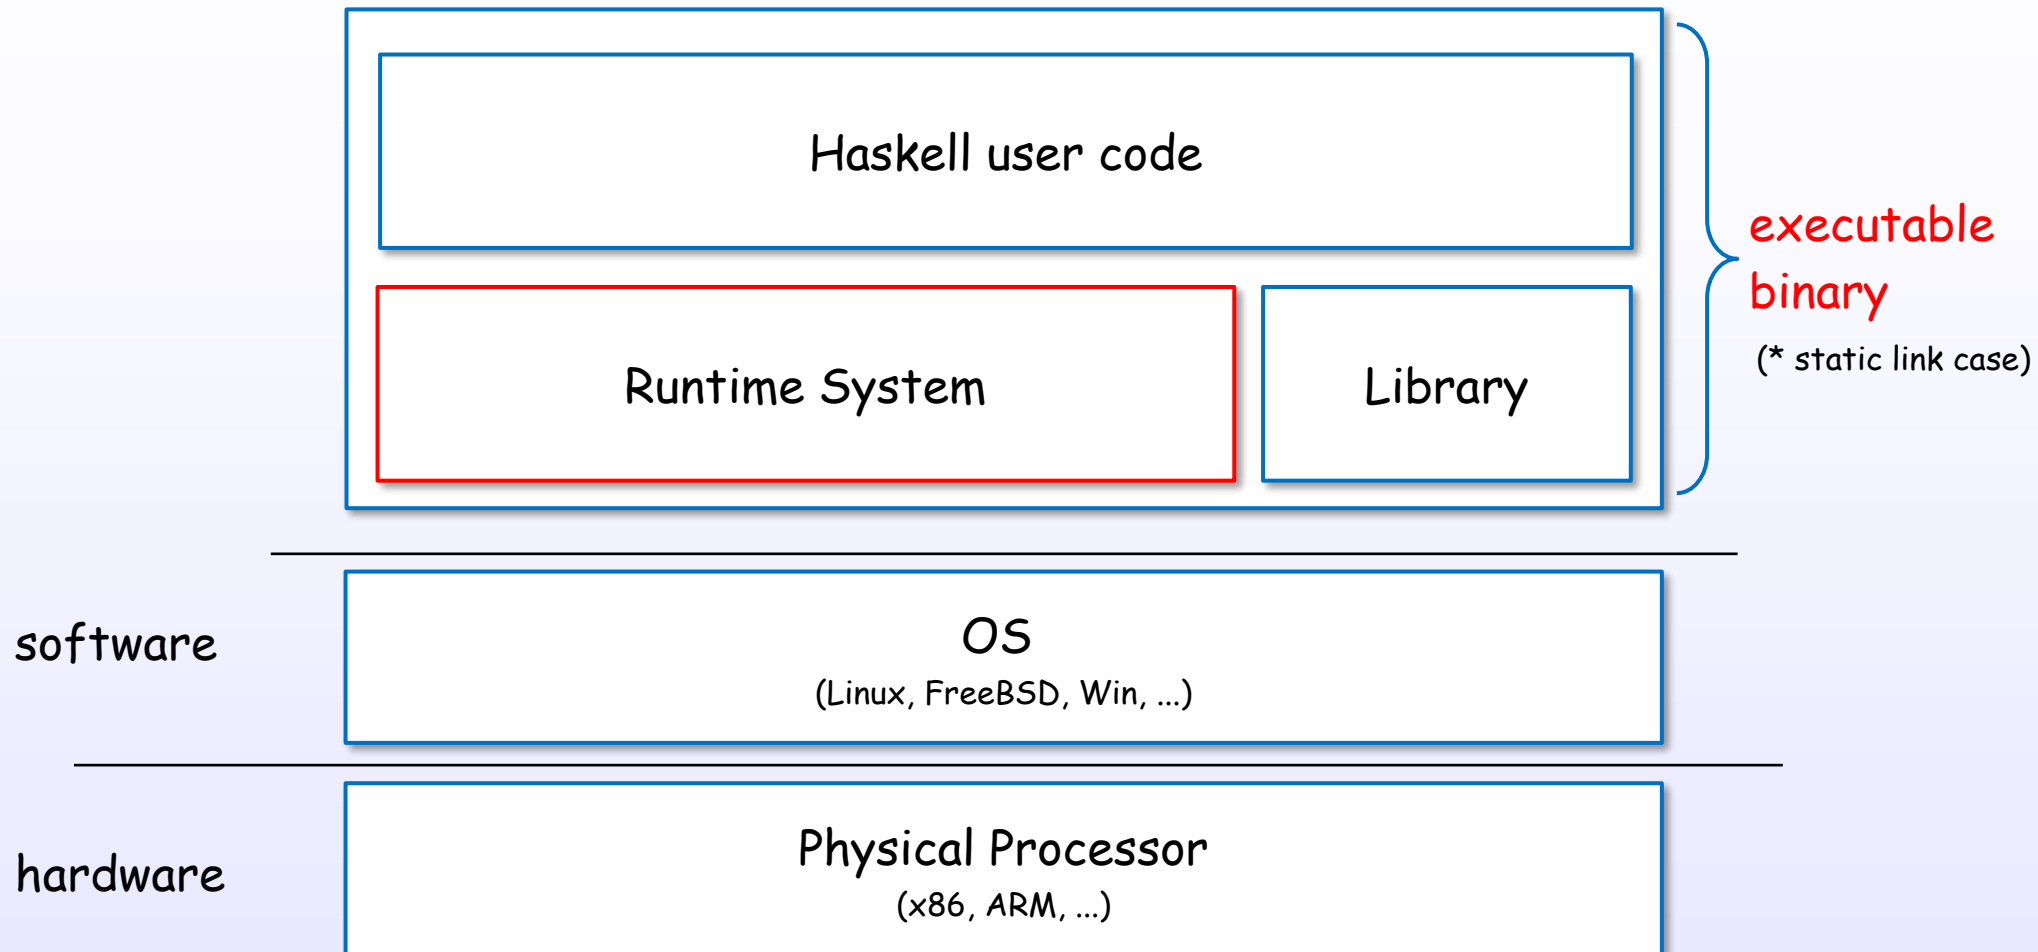 Haskell user code
executable
binary
(* static link case)
Runtime System
Library
software
OS
(Linux, FreeBSD, Win, ...)
hardware
Physical Processor
(x86, ARM, ...)